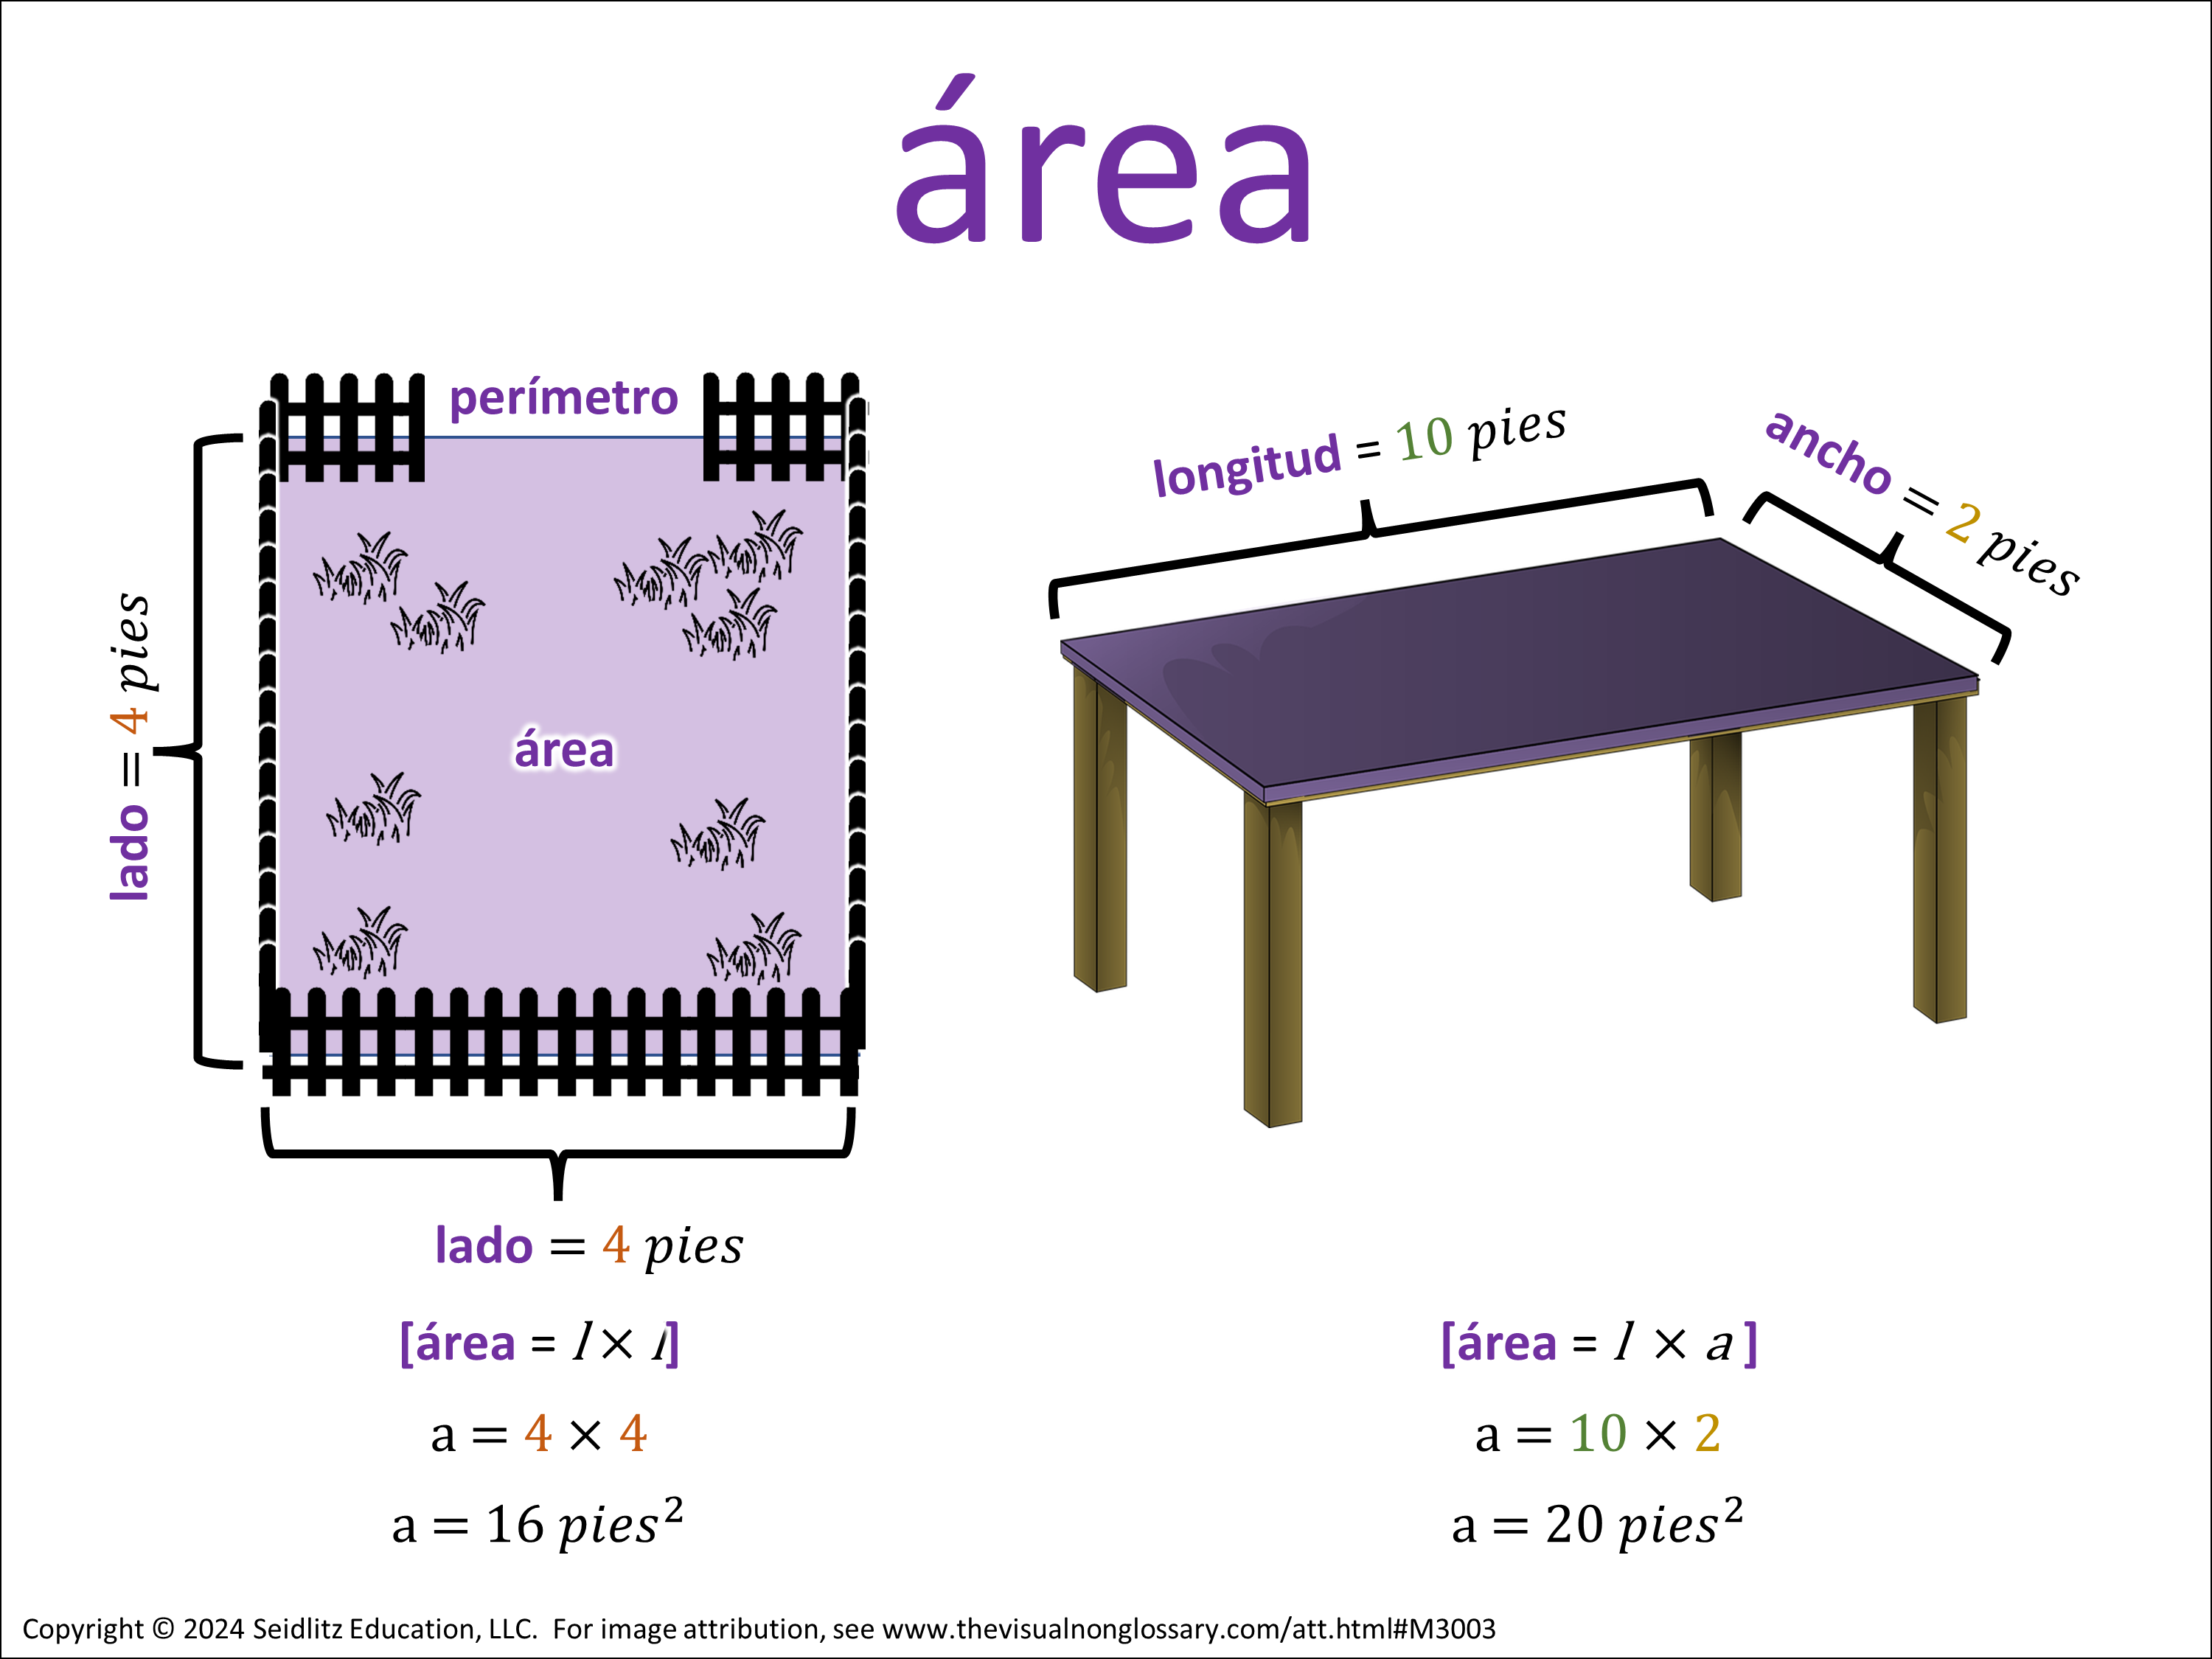 área
perímetro
lado = 4 pies
área
lado = 4 pies
[área = l × l]
a = 4 × 4
a = 16 pies²
longitud = 10 pies
ancho = 2 pies
[área = l × a ]
a = 10 × 2
a = 20 pies²
Copyright © 2024 Seidlitz Education, LLC.  For image attribution, see www.thevisualnonglossary.com/att.html#M3003